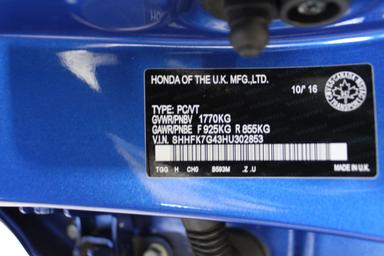 HONDA OF THE U.K. MFG.,LTD.
10/' 16
TYPE: PC/VT
GVWR/PNBV 1770KG
GAWR/PNBE F 925KG R 855KG
V.I.N. SHHFK7G43HU302853
TGG H CH0 B593M .Z .U
MADE IN U.K.